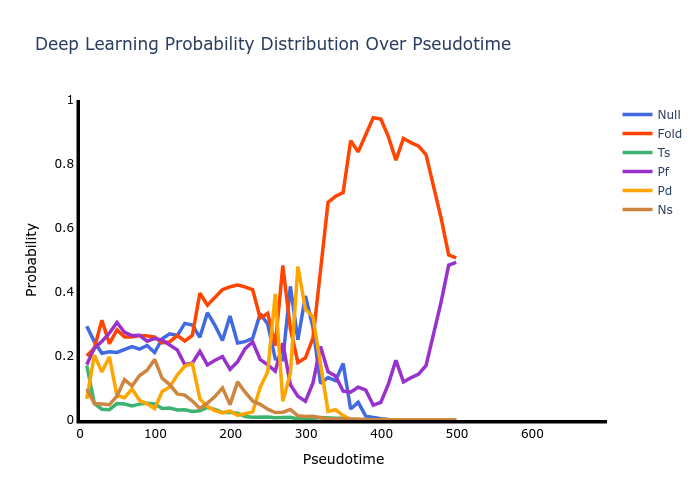 Deep Learning Probability Distribution Over Pseudotime
Probability
1
0.8
0.6
0.4
0.2
0
0 100 200 300 400 500 600
Pseudotime
Null
Fold
Ts
Pf
Pd
Ns